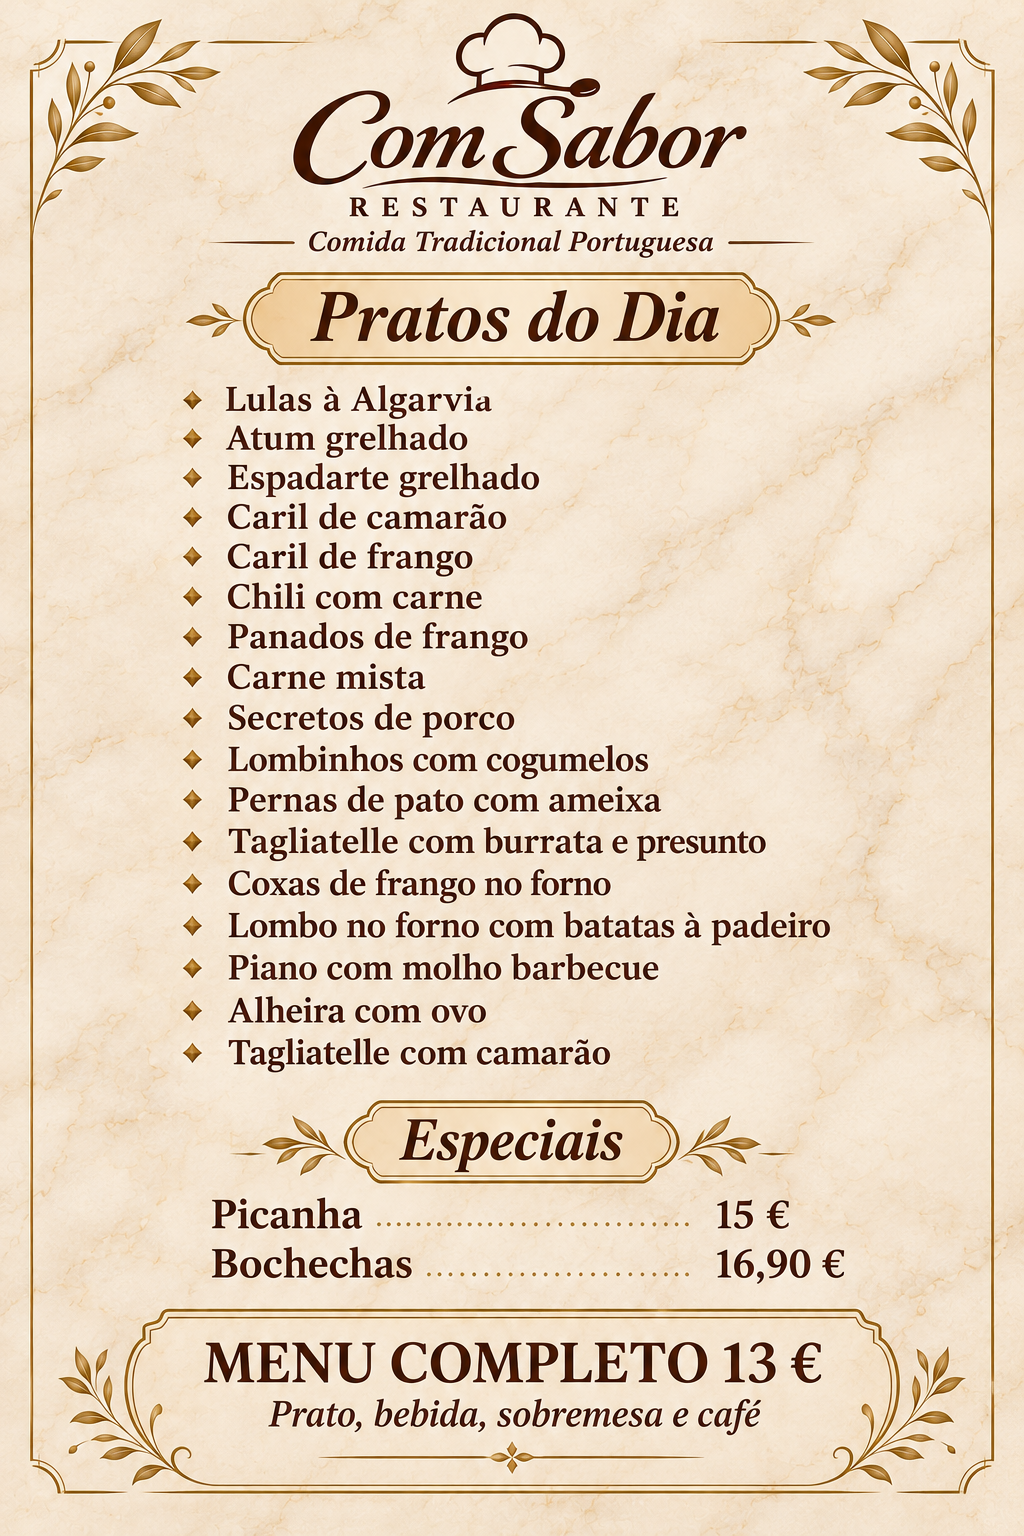 Com Sabor
RESTAURANTE
Comida Tradicional Portuguesa
Pratos do Dia
Lulas à Algarvia
Atum grelhado
Espadarte grelhado
Caril de camarão
Caril de frango
Chili com carne
Panados de frango
Carne mista
Secretos de porco
Lombinhos com cogumelos
Pernas de pato com ameixa
Tagliatelle com burrata e presunto
Coxas de frango no forno
Lombo no forno com batatas à padeiro
Piano com molho barbecue
Alheira com ovo
Tagliatelle com camarão
Especiais
Picanha ........................... 15 €
Bochechas ...................... 16,90 €
MENU COMPLETO 13 €
Prato, bebida, sobremesa e café